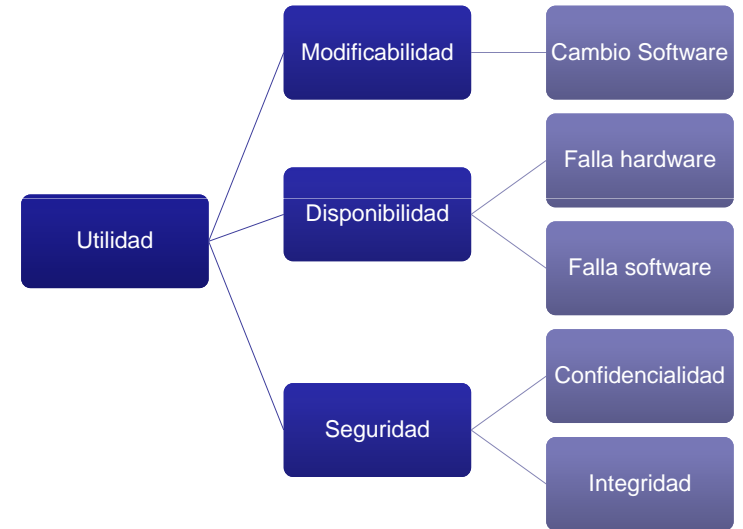 Utilidad
Modificabilidad
Cambio Software
Disponibilidad
Falla hardware
Falla software
Seguridad
Confidencialidad
Integridad